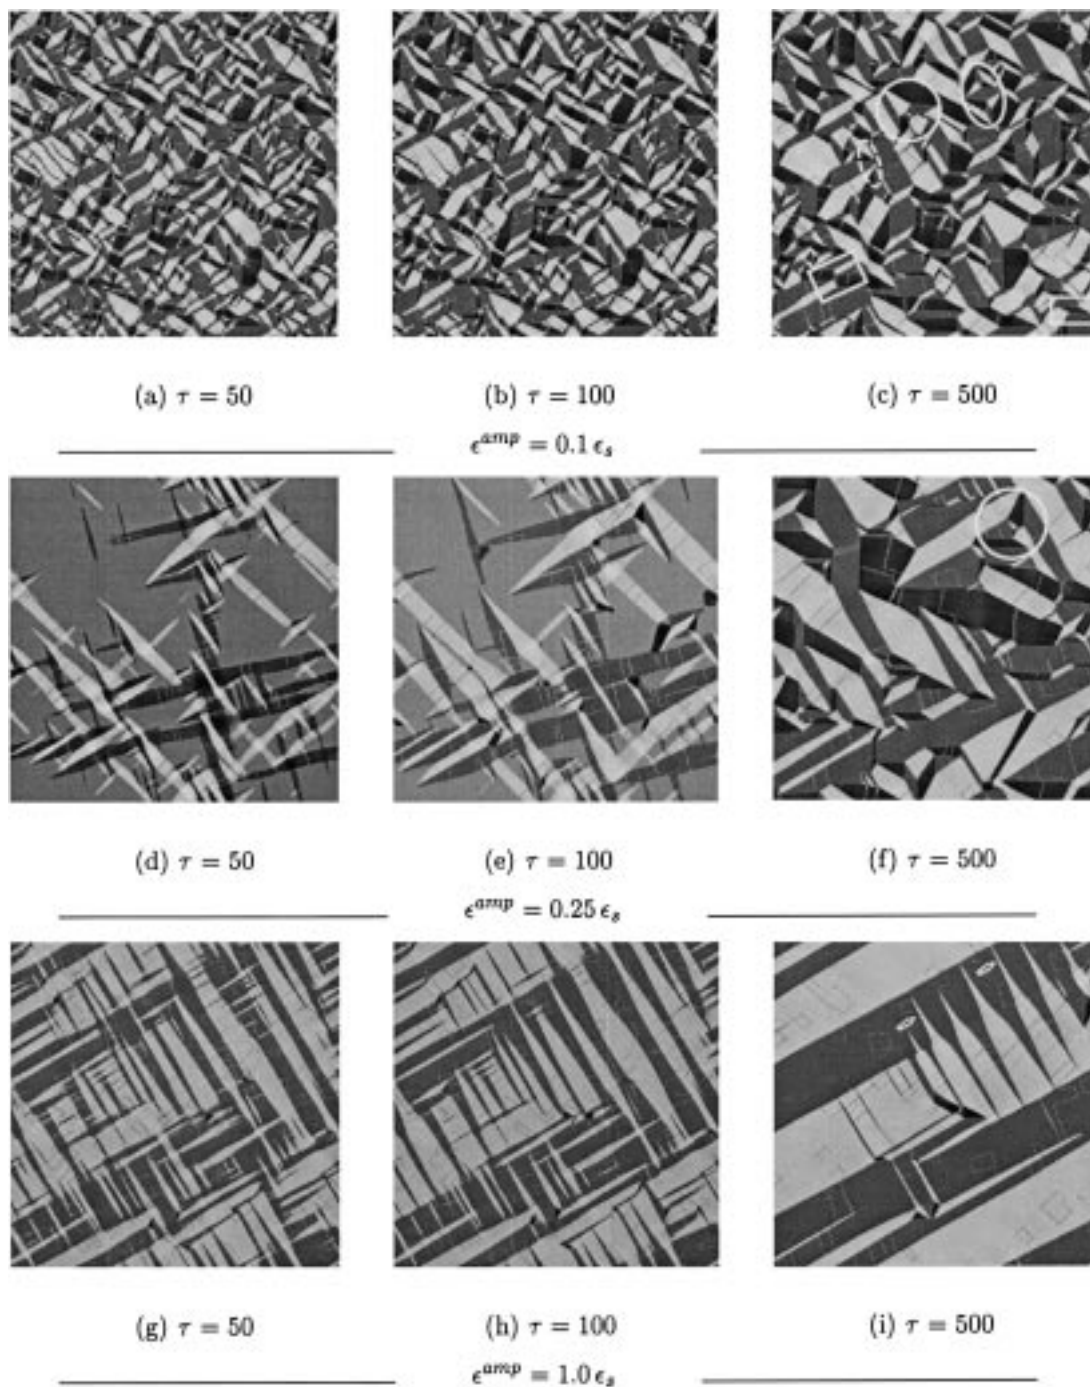 (a) τ = 50
(b) τ = 100
(c) τ = 500
ϵ^amp = 0.1 ϵ_s
(d) τ = 50
(e) τ = 100
(f) τ = 500
ϵ^amp = 0.25 ϵ_s
(g) τ = 50
(h) τ = 100
(i) τ = 500
ϵ^amp = 1.0 ϵ_s